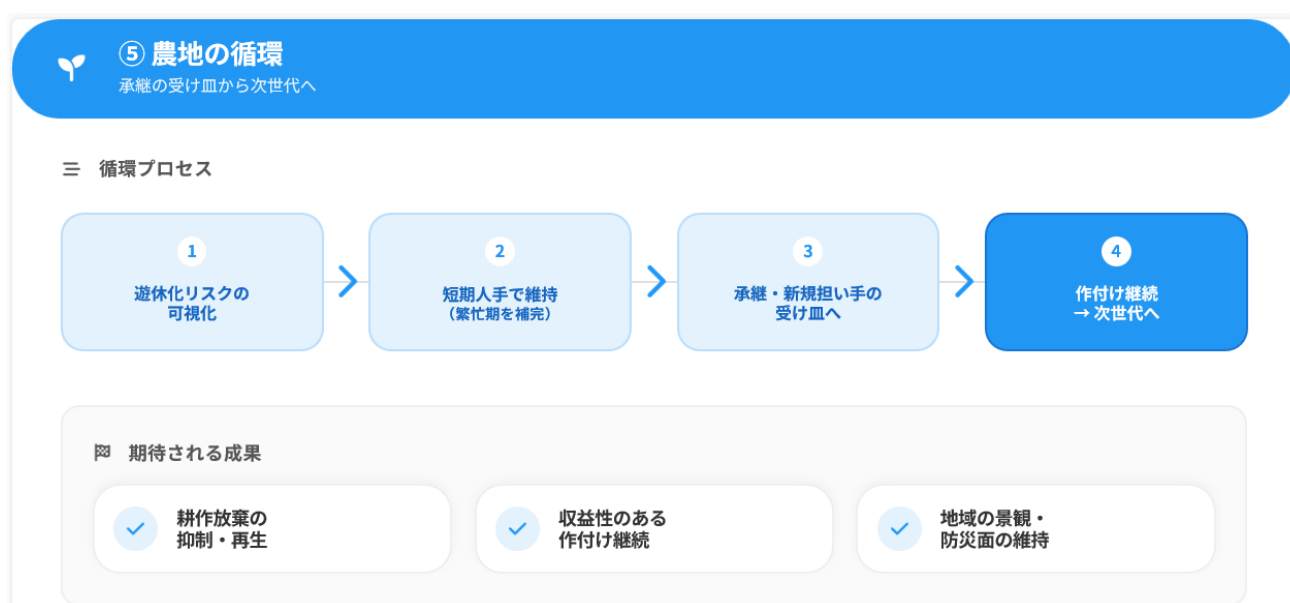 ⑤ 農地の循環
承継の受け皿から次世代へ
循環プロセス
1
遊休化リスクの
可視化
2
短期人手で維持
（繁忙期を補完）
3
承継・新規担い手の
受け皿へ
4
作付け継続
→ 次世代へ
期待される成果
耕作放棄の
抑制・再生
収益性のある
作付け継続
地域の景観・
防災面の維持